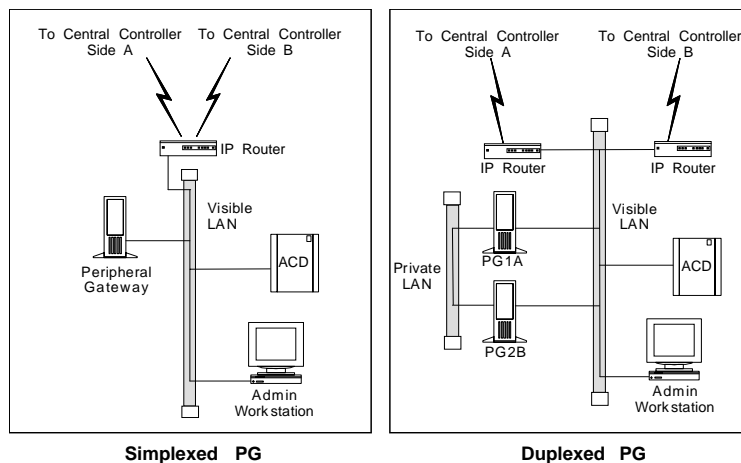 To Central Controller
Side A
To Central Controller
Side B
IP Router
Visible
LAN
Peripheral
Gateway
ACD
Admin
Workstation
Simplexed PG
To Central Controller
Side A
To Central Controller
Side B
IP Router
IP Router
Private
LAN
PG1A
PG2B
Visible
LAN
ACD
Admin
Workstation
Duplexed PG